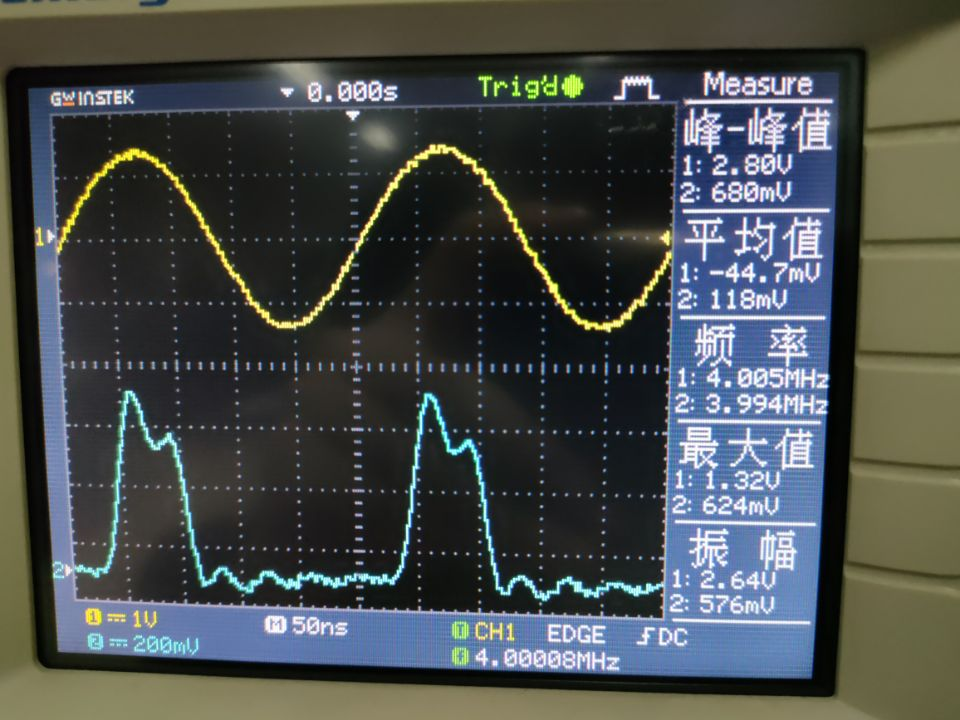 GW INSTEK
0.000s
Trig'd
Measure
峰-峰值
1: 2.80V
2: 680mV
平均值
1: -44.7mV
2: 118mV
频率
1: 4.005MHz
2: 3.994MHz
最大值
1: 1.32V
2: 624mV
振幅
1: 2.64V
2: 576mV
1
2
1 1V
M 50ns
T CH1 EDGE DC
2 200mV
F 4.00008MHz